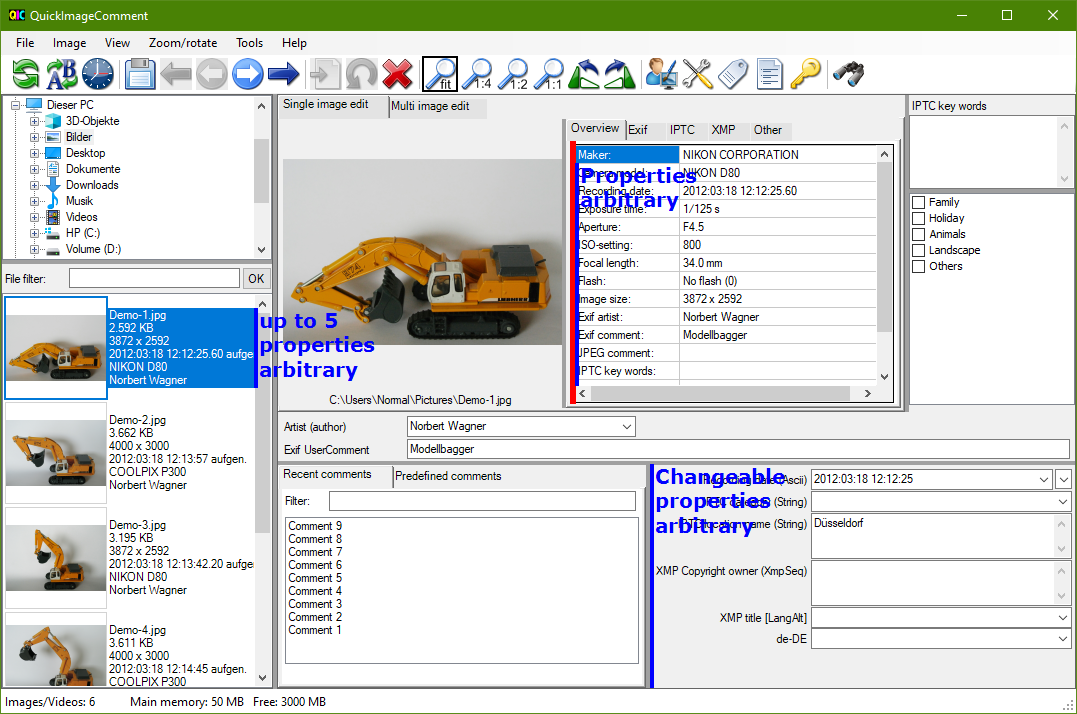 QIC QuickImageComment
File Image View Zoom/rotate Tools Help
AB fit 1:4 1:2 1:1
Dieser PC
3D-Objekte
Bilder
Desktop
Dokumente
Downloads
Musik
Videos
HP (C:)
Volume (D:)
File filter: OK
Demo-1.jpg
2.592 KB
3872 x 2592
2012:03:18 12:12:25.60 aufge
NIKON D80
Norbert Wagner
up to 5
properties
arbitrary
Demo-2.jpg
3.662 KB
4000 x 3000
2012:03:18 12:13:57 aufgen.
COOLPIX P300
Norbert Wagner
Demo-3.jpg
3.195 KB
3872 x 2592
2012:03:18 12:13:42.20 aufge
NIKON D80
Norbert Wagner
Demo-4.jpg
3.611 KB
4000 x 3000
2012:03:18 12:14:45 aufgen.
COOLPIX P300
Single image edit Multi image edit
LIEBHERR
C:\Users\Normal\Pictures\Demo-1.jpg
Overview Exif IPTC XMP Other
Maker: NIKON CORPORATION
Camera model: NIKON D80
Recording date: 2012:03:18 12:12:25.60
Exposure time: 1/125 s
Aperture: F4.5
ISO-setting: 800
Focal length: 34.0 mm
Flash: No flash (0)
Image size: 3872 x 2592
Exif artist: Norbert Wagner
Exif comment: Modellbagger
JPEG comment:
IPTC key words:
Properties
arbitrary
IPTC key words
Family
Holiday
Animals
Landscape
Others
Artist (author) Norbert Wagner
Exif UserComment Modellbagger
Recent comments Predefined comments
Filter:
Comment 9
Comment 8
Comment 7
Comment 6
Comment 5
Comment 4
Comment 3
Comment 2
Comment 1
Changeable
properties
arbitrary
Recording date (Ascii) 2012:03:18 12:12:25
(String)
name (String) Düsseldorf
XMP Copyright owner (XmpSeq)
XMP title [LangAlt]
de-DE
Images/Videos: 6 Main memory: 50 MB Free: 3000 MB